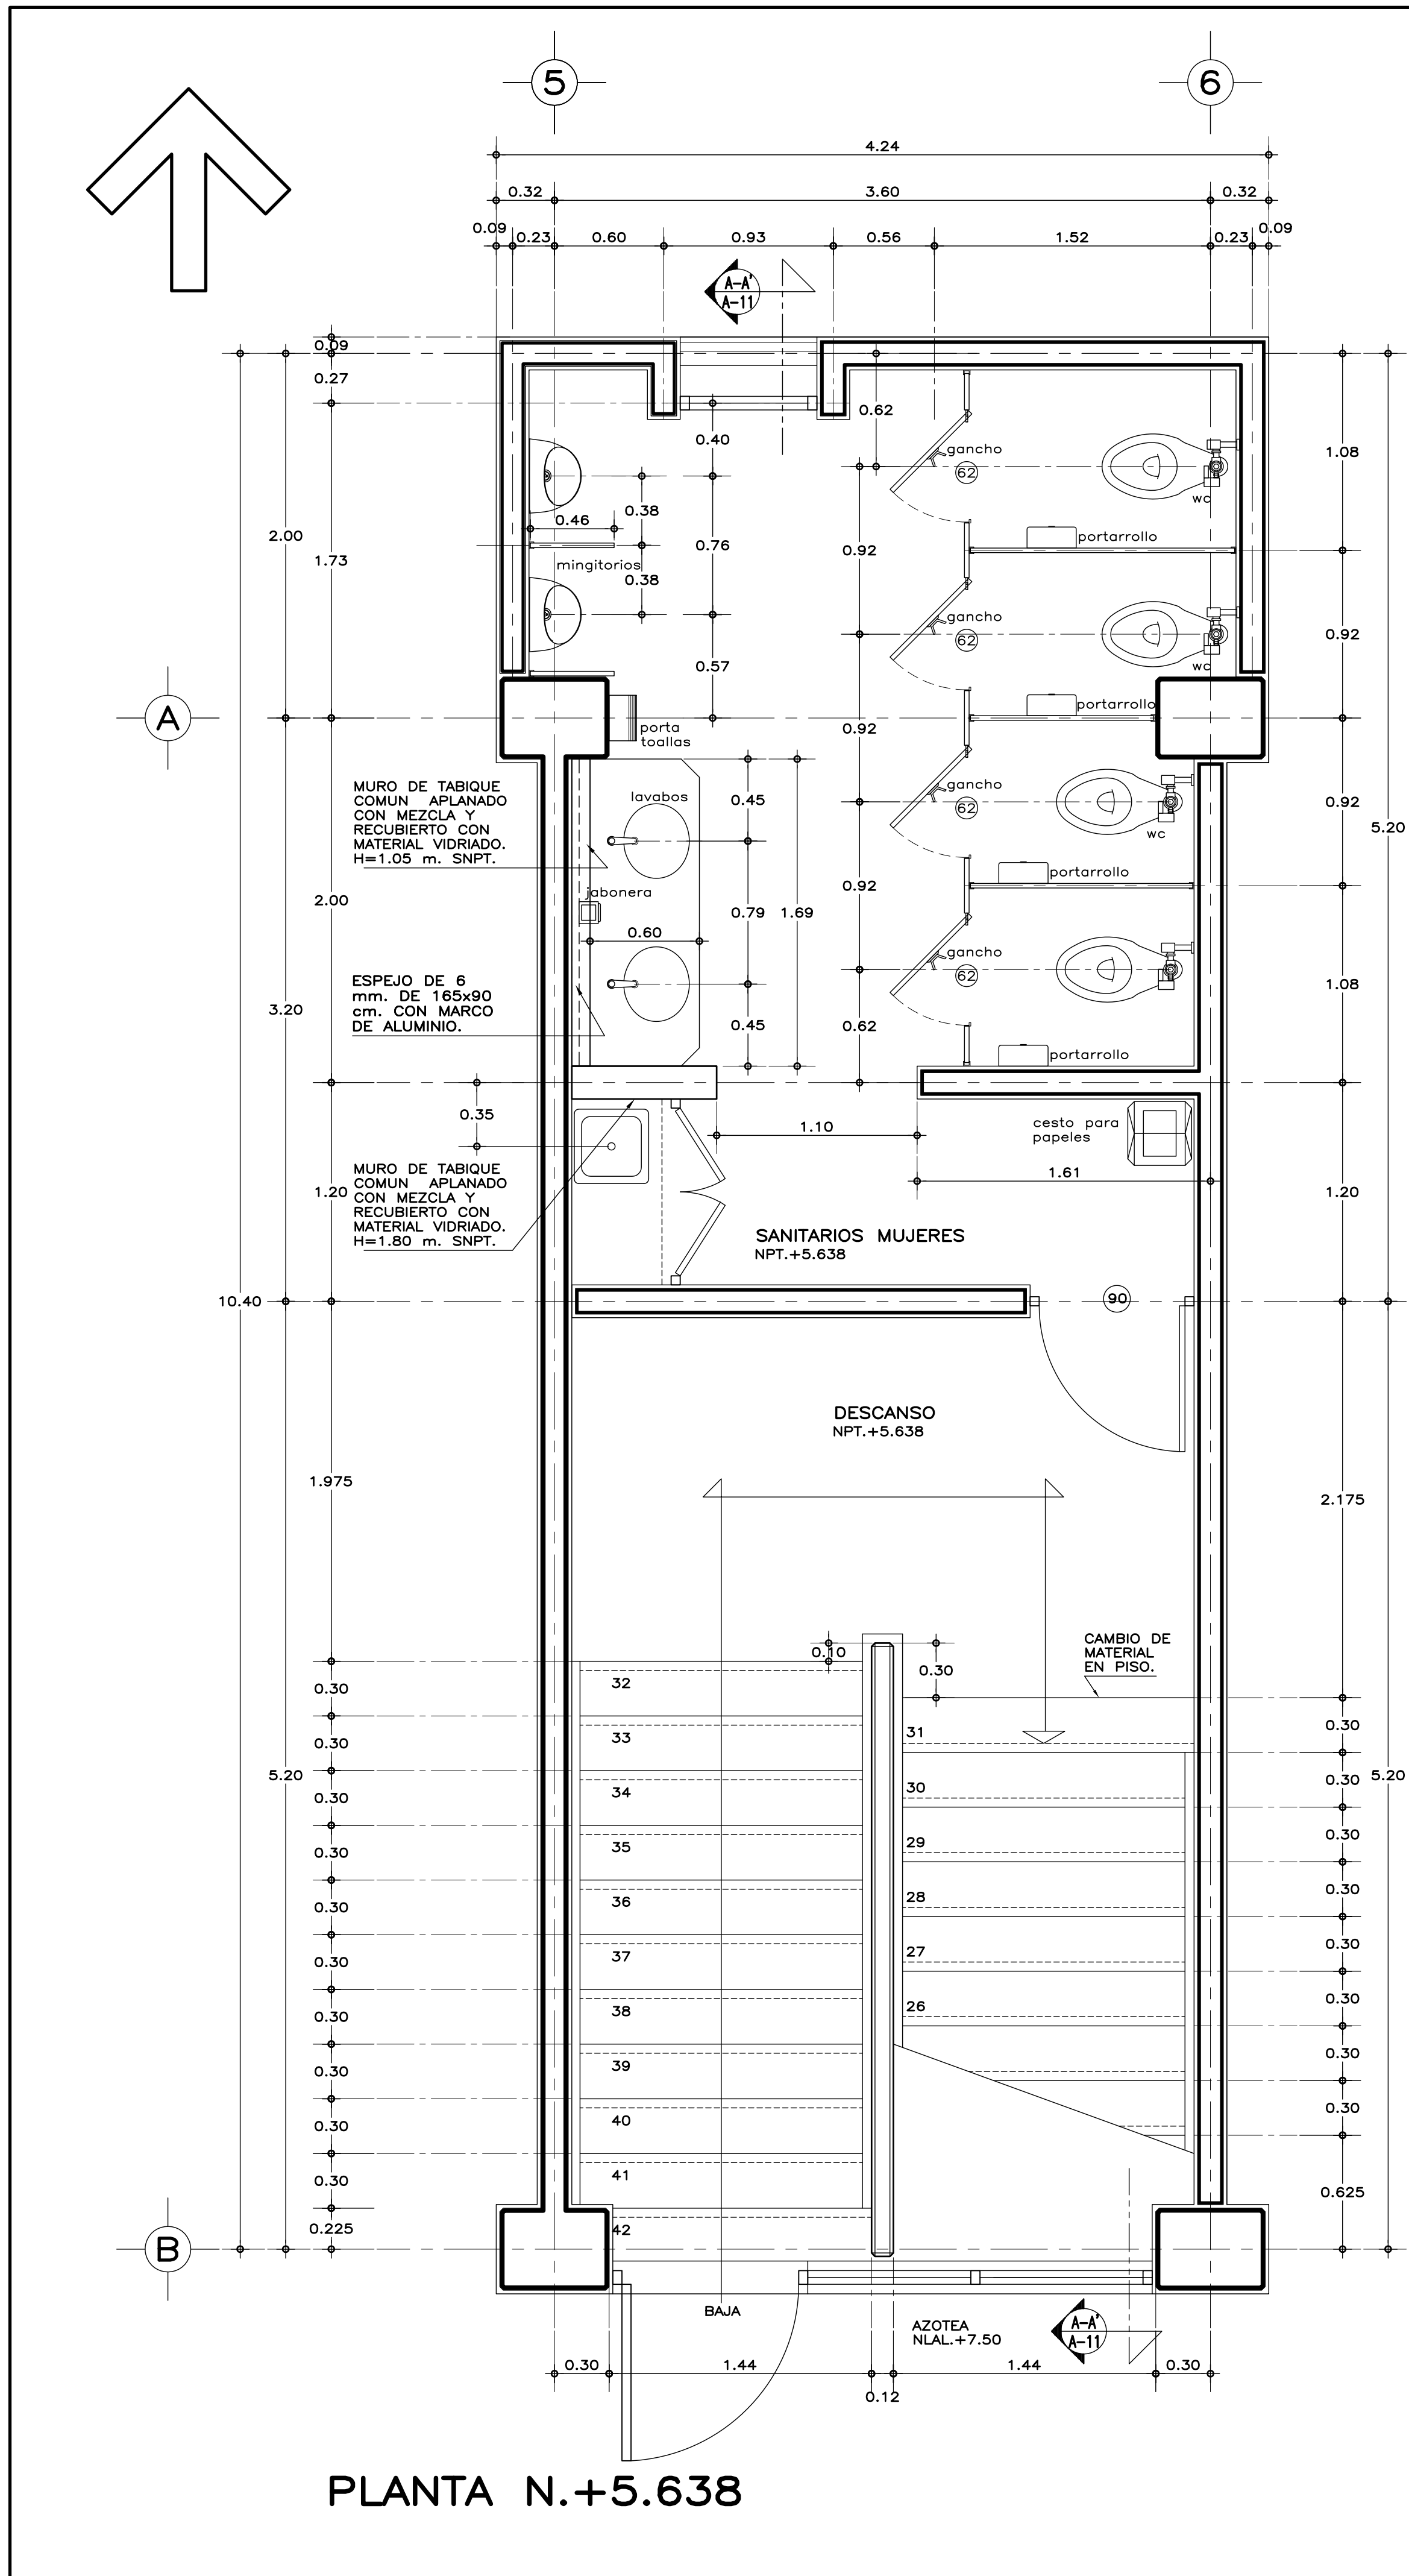 5
6
4.24
0.32
3.60
0.32
0.09
0.23
0.60
0.93
0.56
1.52
0.23
0.09
A-A'
A-11
0.09
0.27
0.62
0.40
gancho
62
1.08
wc
0.38
0.46
2.00
1.73
0.76
0.92
portarrollo
mingitorios
0.38
gancho
62
0.92
0.57
wc
A
portarrollo
porta
toallas
0.92
MURO DE TABIQUE
COMUN APLANADO
CON MEZCLA Y
RECUBIERTO CON
MATERIAL VIDRIADO.
H=1.05 m. SNPT.
lavabos
0.45
gancho
62
0.92
5.20
wc
portarrollo
jabonera
2.00
0.79
1.69
0.92
0.60
gancho
62
ESPEJO DE 6
mm. DE 165x90
cm. CON MARCO
DE ALUMINIO.
3.20
0.45
0.62
1.08
portarrollo
0.35
1.10
cesto para
papeles
MURO DE TABIQUE
COMUN APLANADO
CON MEZCLA Y
RECUBIERTO CON
MATERIAL VIDRIADO.
H=1.80 m. SNPT.
1.20
1.61
1.20
SANITARIOS MUJERES
NPT.+5.638
10.40
90
DESCANSO
NPT.+5.638
1.975
2.175
CAMBIO DE
MATERIAL
EN PISO.
0.10
0.30
0.30
32
31
0.30
0.30
33
5.20
30
0.30
5.20
0.30
34
29
0.30
0.30
35
28
0.30
0.30
36
27
0.30
0.30
37
26
0.30
0.30
38
0.30
0.30
39
0.30
0.30
40
0.30
41
0.625
0.225
42
B
BAJA
AZOTEA
NLAL.+7.50
A-A'
A-11
0.30
1.44
0.12
1.44
0.30
PLANTA N.+5.638